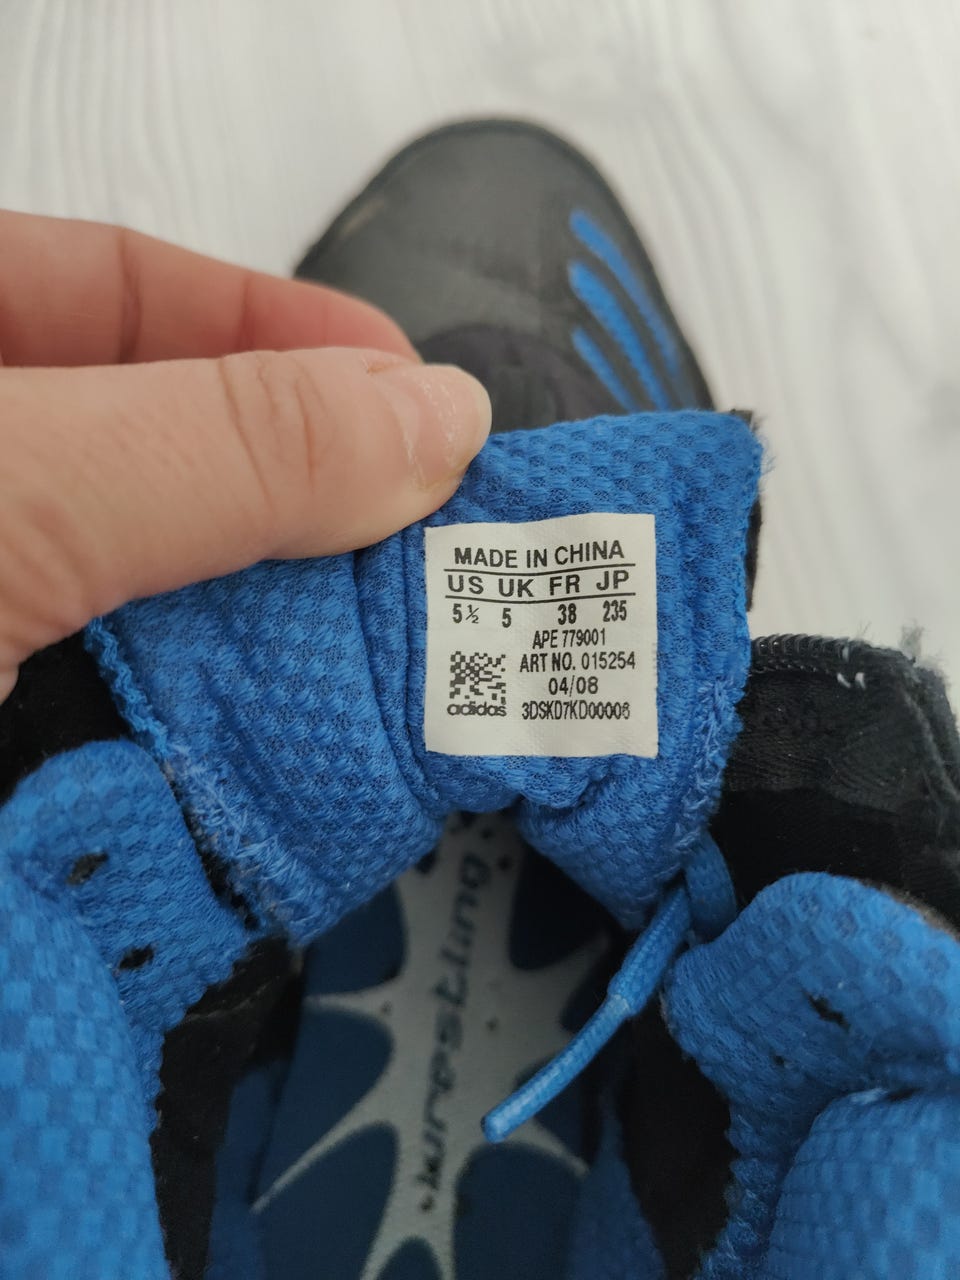 MADE IN CHINA
US UK FR JP
5½ 5 38 235
APE 779001
ART NO. 015254
04/08
adidas 3DSKD7KD00006